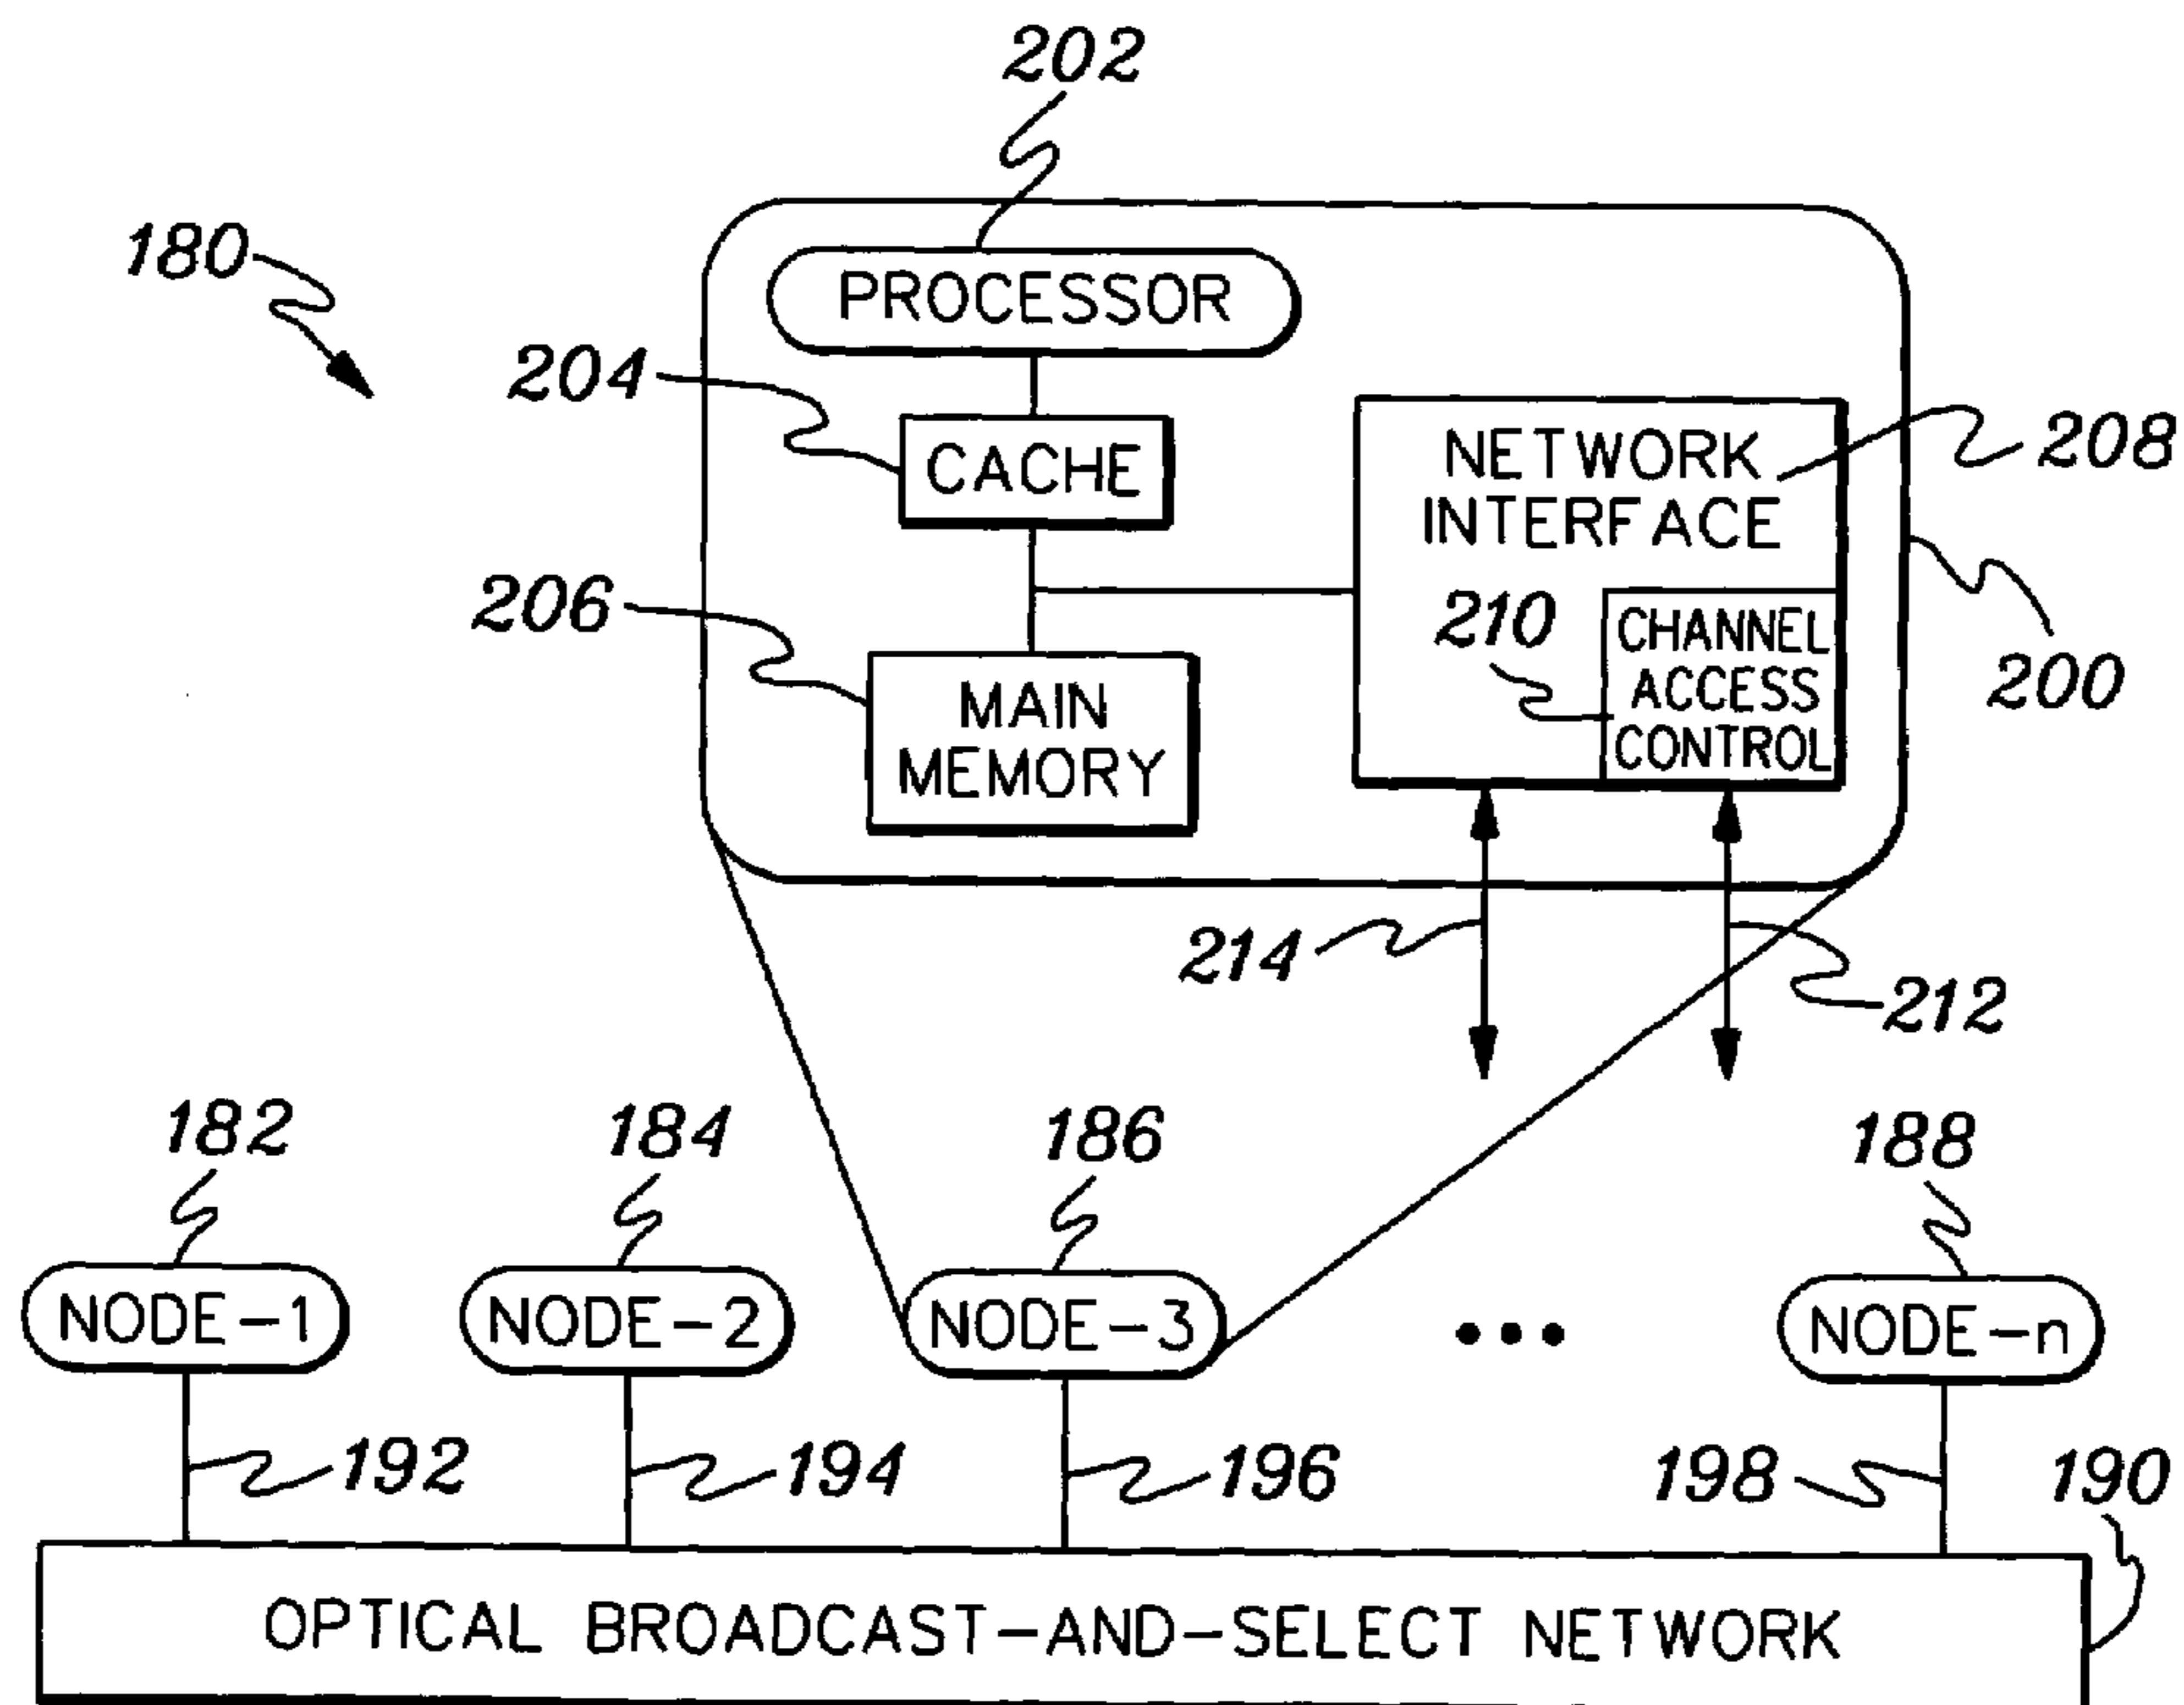 202
180
PROCESSOR
204
CACHE
NETWORK
INTERFACE
208
206
210
CHANNEL
ACCESS
CONTROL
200
MAIN
MEMORY
214
212
182
184
186
188
NODE-1
NODE-2
NODE-3
•••
NODE-n
192
194
196
198
190
OPTICAL BROADCAST-AND-SELECT NETWORK